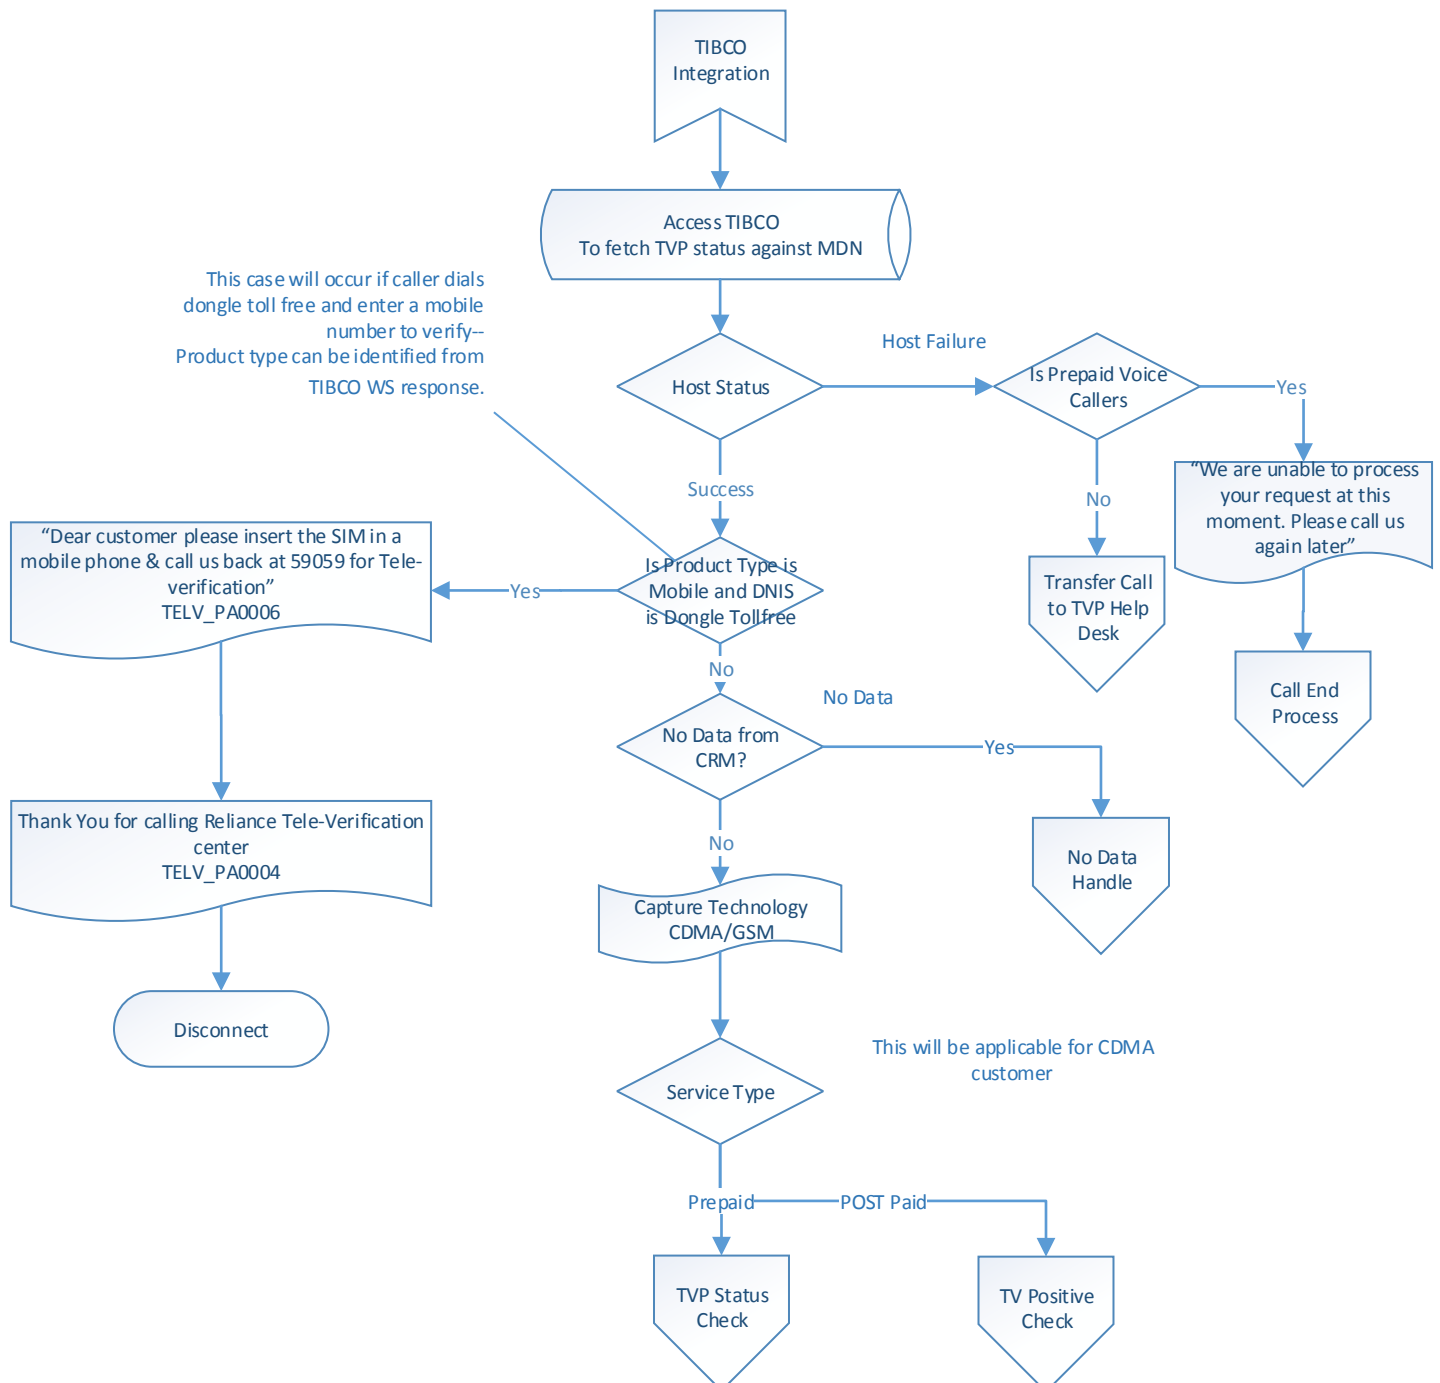 TIBCO
Integration
Access TIBCO
To fetch TVP status against MDN
This case will occur if caller dials
dongle toll free and enter a mobile
number to verify--
Product type can be identified from
TIBCO WS response.
Host Status
Host Failure
Is Prepaid Voice
Callers
Yes
No
"We are unable to process
your request at this
moment. Please call us
again later"
Transfer Call
to TVP Help
Desk
Call End
Process
Success
Is Product Type is
Mobile and DNIS
is Dongle Tollfree
Yes
“Dear customer please insert the SIM in a
mobile phone & call us back at 59059 for Tele-
verification”
TELV_PA0006
Thank You for calling Reliance Tele-Verification
center
TELV_PA0004
Disconnect
No
No Data
No Data from
CRM?
Yes
No Data
Handle
No
Capture Technology
CDMA/GSM
This will be applicable for CDMA
customer
Service Type
Prepaid
POST Paid
TVP Status
Check
TV Positive
Check